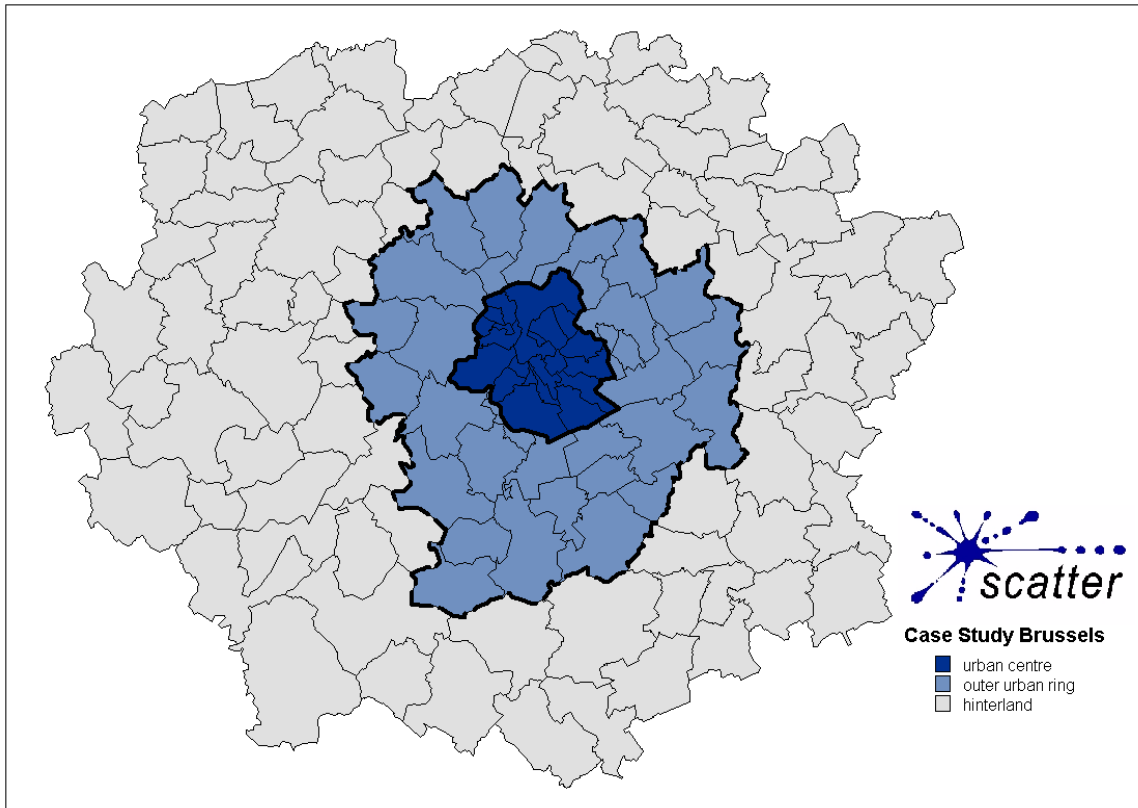 scatter
Case Study Brussels
urban centre
outer urban ring
hinterland